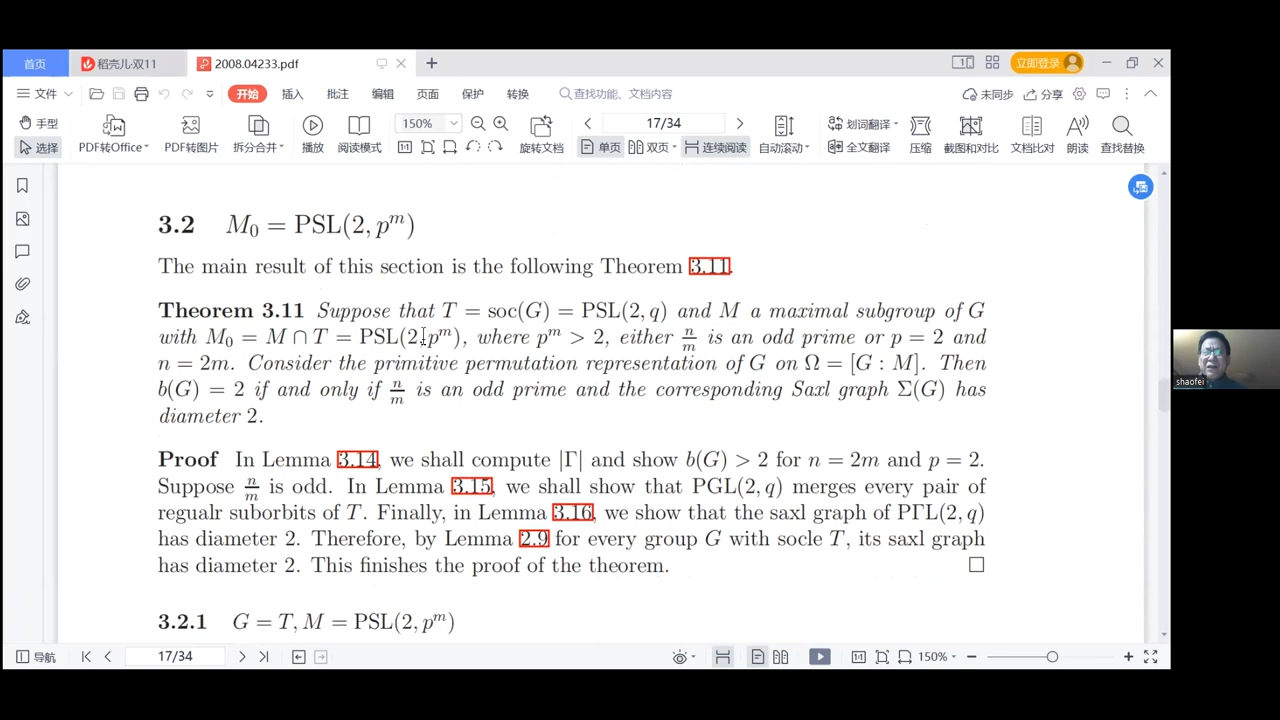 首页 稻壳儿·双11 2008.04233.pdf 立即登录
文件 开始 插入 批注 编辑 页面 保护 转换 查找功能、文档内容 未同步 分享
手型 150% 17/34 划词翻译
选择 PDF转Office PDF转图片 拆分合并 播放 阅读模式 旋转文档 单页 双页 连续阅读 自动滚动 全文翻译 压缩 截图和对比 文档比对 朗读 查找替换
3.2 M₀ = PSL(2, pᵐ)
The main result of this section is the following Theorem 3.11.
Theorem 3.11 Suppose that T = soc(G) = PSL(2, q) and M a maximal subgroup of G
with M₀ = M ∩ T = PSL(2, pᵐ), where pᵐ > 2, either n/m is an odd prime or p = 2 and
n = 2m. Consider the primitive permutation representation of G on Ω = [G : M]. Then
b(G) = 2 if and only if n/m is an odd prime and the corresponding Saxl graph Σ(G) has
diameter 2.
Proof In Lemma 3.14, we shall compute |Γ| and show b(G) > 2 for n = 2m and p = 2.
Suppose n/m is odd. In Lemma 3.15, we shall show that PGL(2, q) merges every pair of
regualr suborbits of T. Finally, in Lemma 3.16, we show that the saxl graph of PΓL(2, q)
has diameter 2. Therefore, by Lemma 2.9 for every group G with socle T, its saxl graph
has diameter 2. This finishes the proof of the theorem. □
3.2.1 G = T, M = PSL(2, pᵐ)
导航 17/34 150%
shaofei